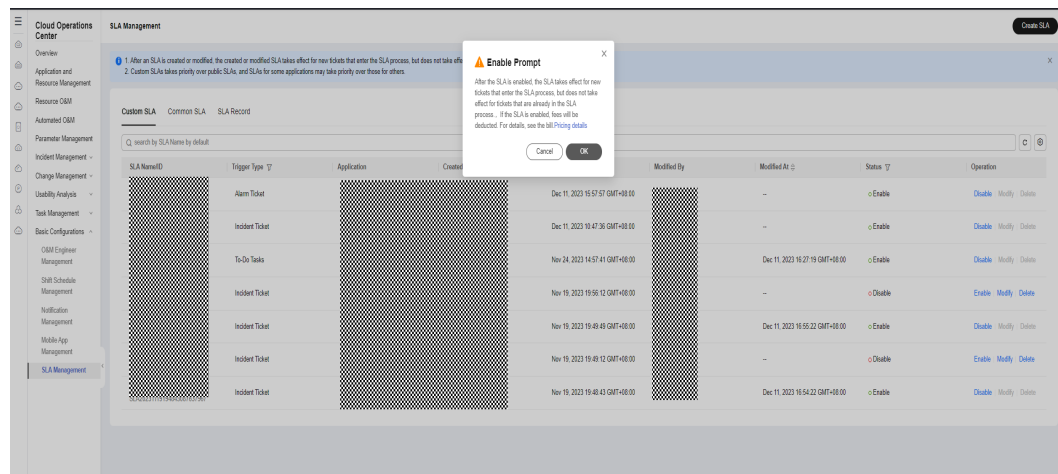 Cloud Operations Center
SLA Management
Create SLA
Overview
Application and Resource Management
Resource O&M
Automated O&M
Parameter Management
Incident Management
Change Management
Usability Analysis
Task Management
Basic Configurations
O&M Engineer Management
Shift Schedule Management
Notification Management
Mobile App Management
SLA Management
1. After an SLA is created or modified, the created or modified SLA takes effect for new tickets that enter the SLA process, but does not take effe
2. Custom SLAs takes priority over public SLAs, and SLAs for some applications may take priority over those for others.
X
Custom SLA Common SLA SLA Record
search by SLA Name by default
SLA Name/ID Trigger Type Application Created Modified By Modified At Status Operation
Alarm Ticket Dec 11, 2023 15:57:57 GMT+08:00 -- Enable Disable Modify Delete
Incident Ticket Dec 11, 2023 10:47:36 GMT+08:00 -- Enable Disable Modify Delete
To-Do Tasks Nov 24, 2023 14:57:41 GMT+08:00 Dec 11, 2023 16:27:19 GMT+08:00 Enable Disable Modify Delete
Incident Ticket Nov 19, 2023 19:56:12 GMT+08:00 -- Disable Enable Modify Delete
Incident Ticket Nov 19, 2023 19:49:49 GMT+08:00 Dec 11, 2023 16:55:22 GMT+08:00 Enable Disable Modify Delete
Incident Ticket Nov 19, 2023 19:49:12 GMT+08:00 -- Disable Enable Modify Delete
Incident Ticket Nov 19, 2023 19:48:43 GMT+08:00 Dec 11, 2023 16:54:22 GMT+08:00 Enable Disable Modify Delete
Enable Prompt
X
After the SLA is enabled, the SLA takes effect for new
tickets that enter the SLA process, but does not take
effect for tickets that are already in the SLA
process., If the SLA is enabled, fees will be
deducted. For details, see the bill Pricing details
Cancel OK